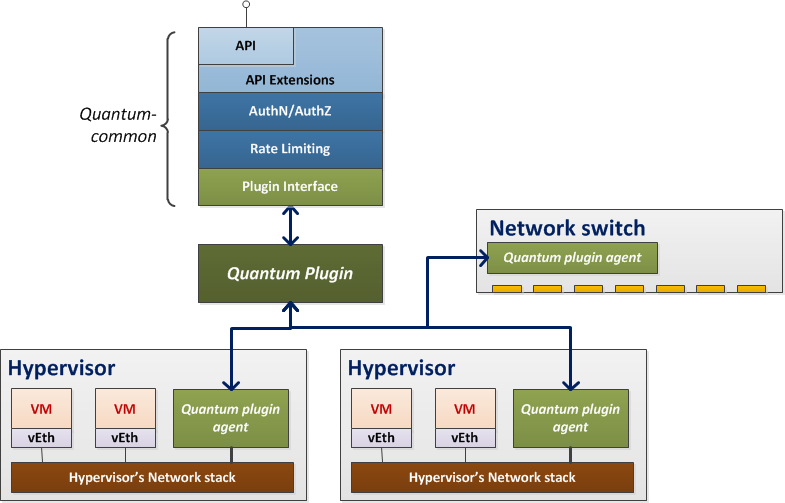 API
API Extensions
Quantum-
common
AuthN/AuthZ
Rate Limiting
Plugin Interface
Network switch
Quantum plugin agent
Quantum Plugin
Hypervisor
VM
VM
Quantum plugin
agent
vEth
vEth
Hypervisor's Network stack
Hypervisor
VM
VM
Quantum plugin
agent
vEth
vEth
Hypervisor's Network stack